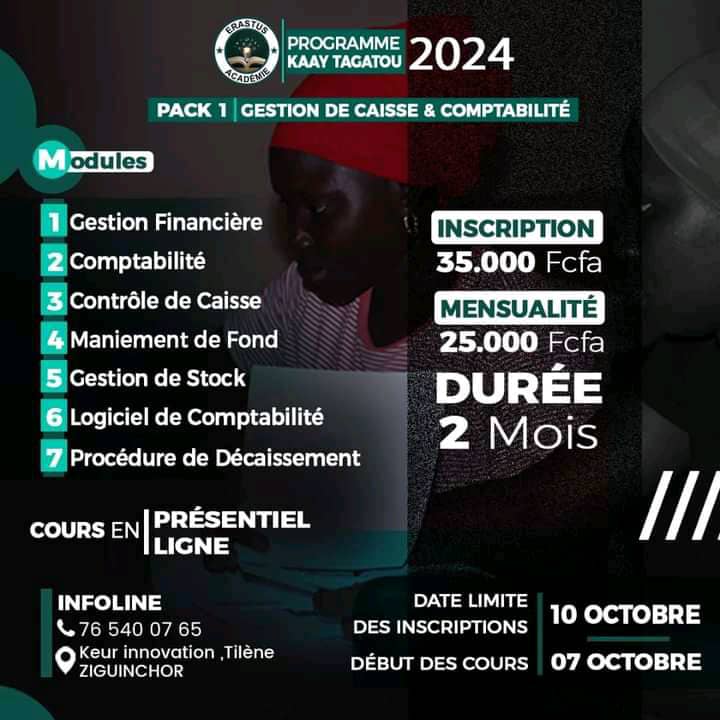 ERASTUS
ACADÉMIE
PROGRAMME
KAAY TAGATOU
2024
PACK 1 | GESTION DE CAISSE & COMPTABILITÉ
Modules
1 Gestion Financière
2 Comptabilité
3 Contrôle de Caisse
4 Maniement de Fond
5 Gestion de Stock
6 Logiciel de Comptabilité
7 Procédure de Décaissement
INSCRIPTION
35.000 Fcfa
MENSUALITÉ
25.000 Fcfa
DURÉE
2 Mois
COURS EN
PRÉSENTIEL
LIGNE
INFOLINE
76 540 07 65
Keur innovation ,Tilène
ZIGUINCHOR
DATE LIMITE
DES INSCRIPTIONS
10 OCTOBRE
DÉBUT DES COURS
07 OCTOBRE